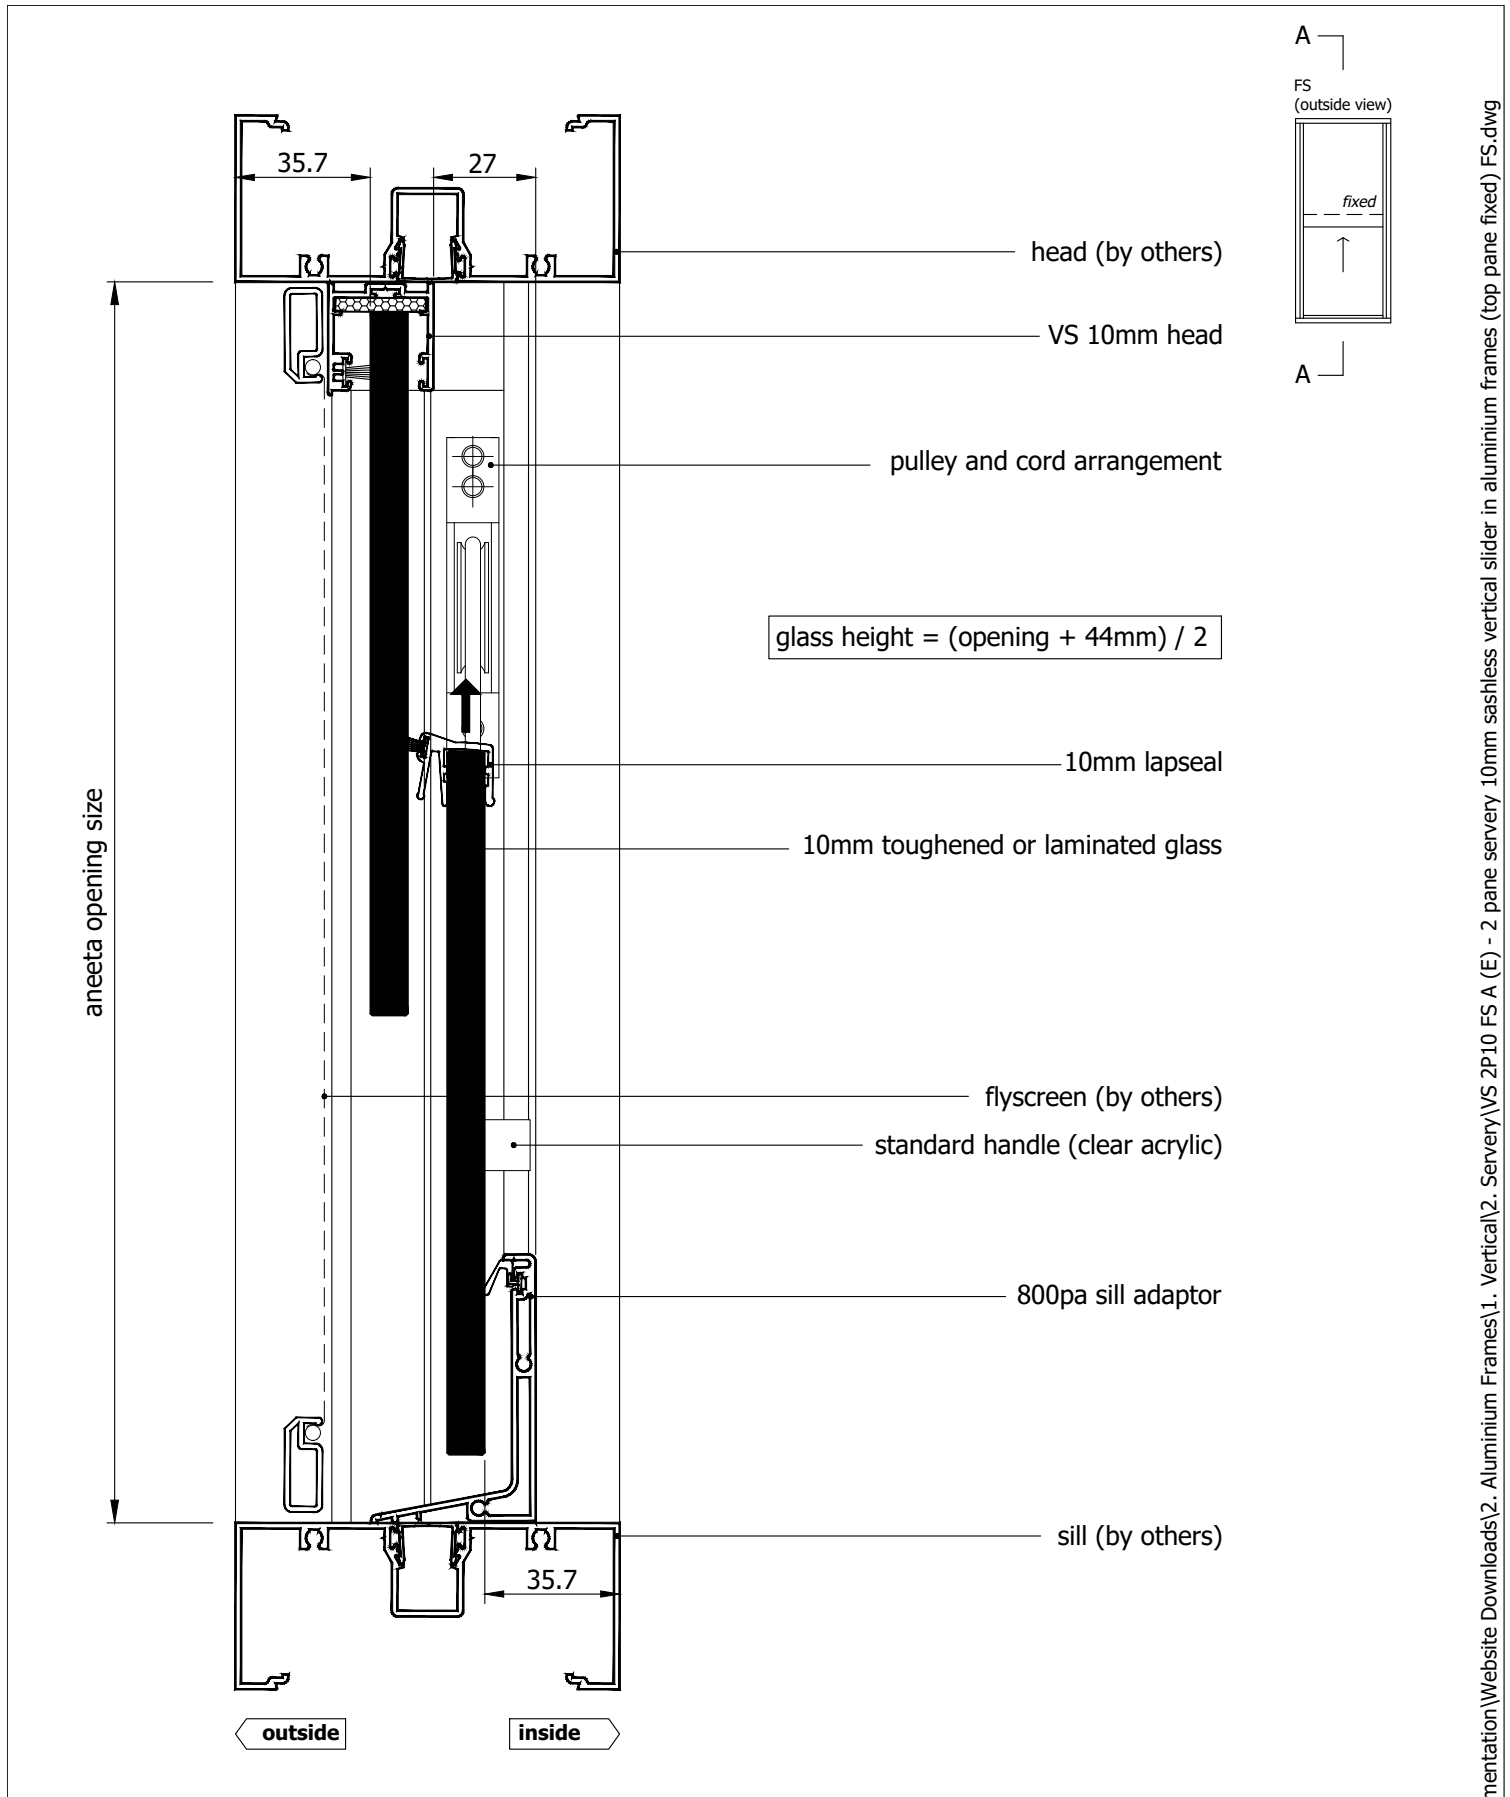 A
FS
(outside view)
fixed
A
35.7
27
head (by others)
VS 10mm head
pulley and cord arrangement
glass height = (opening + 44mm) / 2
10mm lapseal
10mm toughened or laminated glass
aneeta opening size
flyscreen (by others)
standard handle (clear acrylic)
800pa sill adaptor
sill (by others)
35.7
outside
inside
mentation\Website Downloads\2. Aluminium Frames\1. Vertical\2. Servery\VS 2P10 FS A (E) - 2 pane servery 10mm sashless vertical slider in aluminium frames (top pane fixed) FS.dwg